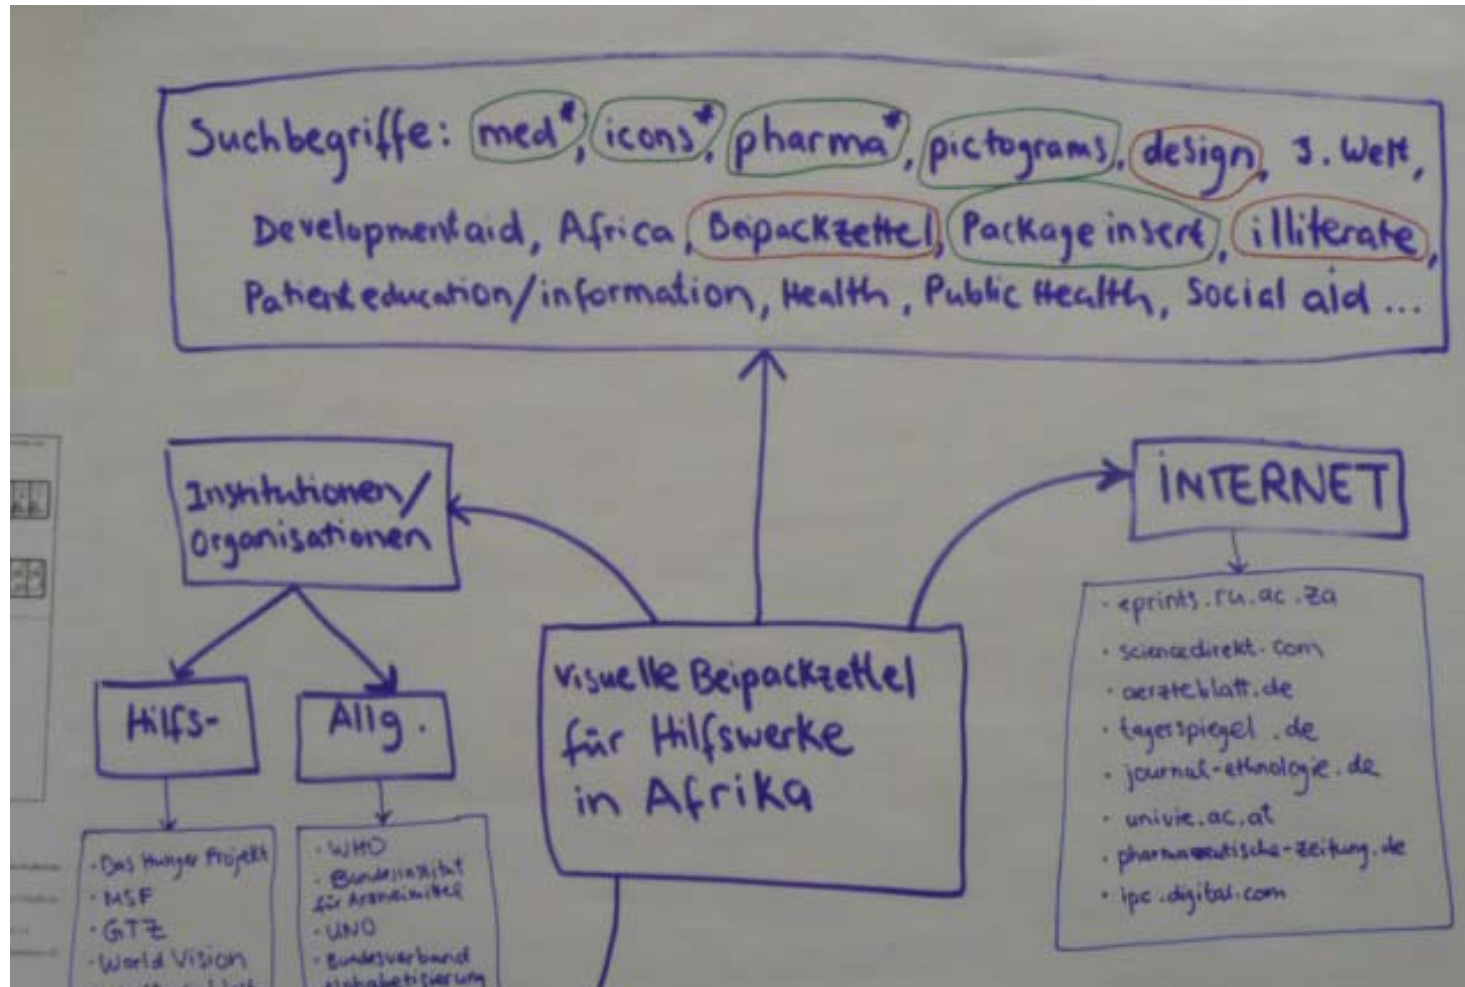 Suchbegriffe: med*, icons*, pharma*, pictograms, design, 3. Welt,
Developmentaid, Africa, Beipackzettel, Package insert, illiterate,
Patient education/information, Health, Public Health, Social aid ...
Institutionen/
Organisationen
INTERNET
Hilfs-
Allg.
visuelle Beipackzettel
für Hilfswerke
in Afrika
· Das Hunger Projekt
· MSF
· GTZ
· World Vision
· WHO
· Bundesinstitut
für Arzneimittel
· UNO
· Bundesverband
Alphabetisierung
- eprints.ru.ac.za
· sciencedirekt.com
· aerzteblatt.de
· tagerspiegel.de
· journal-ethnologie.de
· univie.ac.at
· pharmazeutische-zeitung.de
· ipc.digital.com